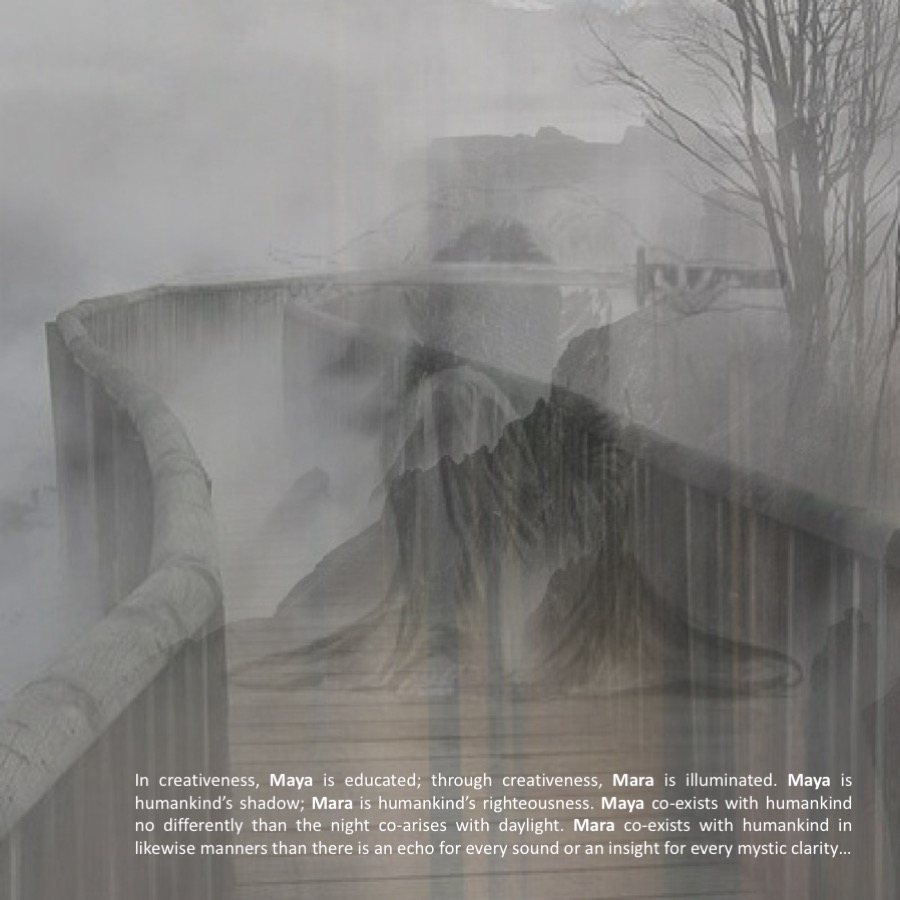 In creativeness, Maya is educated; through creativeness, Mara is illuminated. Maya is
humankind’s shadow; Mara is humankind’s righteousness. Maya co-exists with humankind
no differently than the night co-arises with daylight. Mara co-exists with humankind in
likewise manners than there is an echo for every sound or an insight for every mystic clarity…